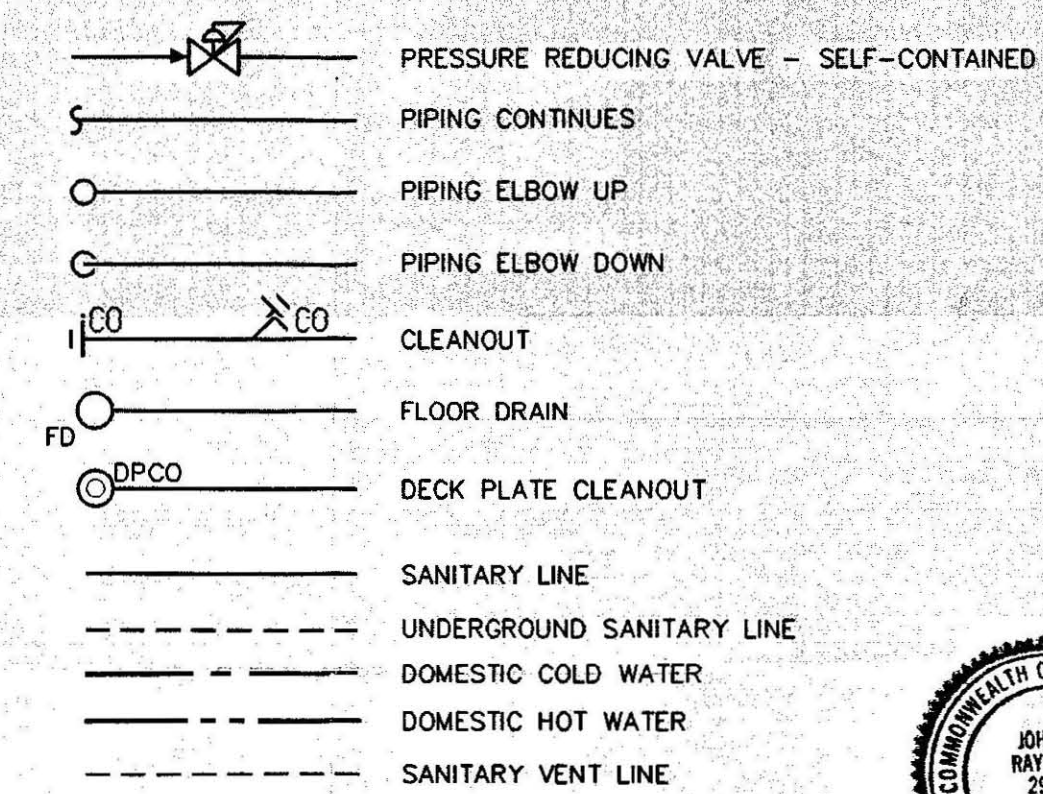 PRESSURE REDUCING VALVE – SELF-CONTAINED
PIPING CONTINUES
PIPING ELBOW UP
PIPING ELBOW DOWN
CO CO CLEANOUT
FD FLOOR DRAIN
DPCO DECK PLATE CLEANOUT
SANITARY LINE
UNDERGROUND SANITARY LINE
DOMESTIC COLD WATER
DOMESTIC HOT WATER
SANITARY VENT LINE
COMMONWEALTH